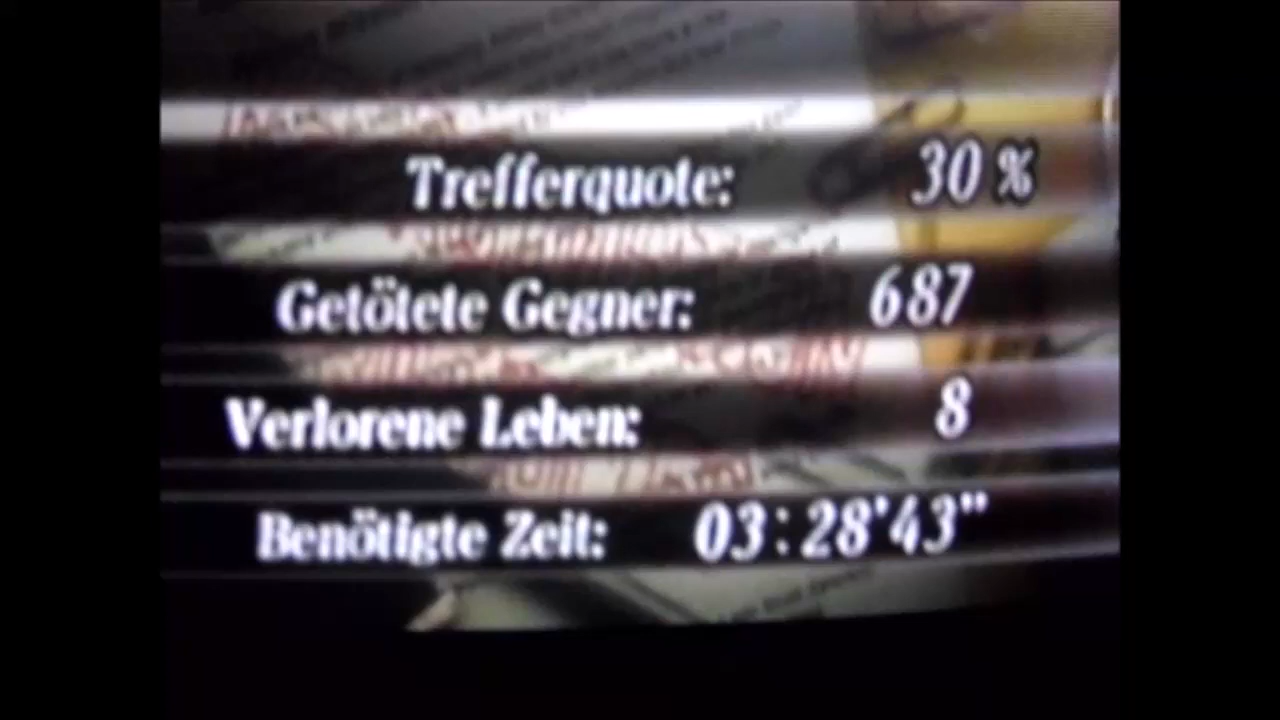 Trefferquote: 30 %
Getötete Gegner: 687
Verlorene Leben: 8
Benötigte Zeit: 03:28'43"